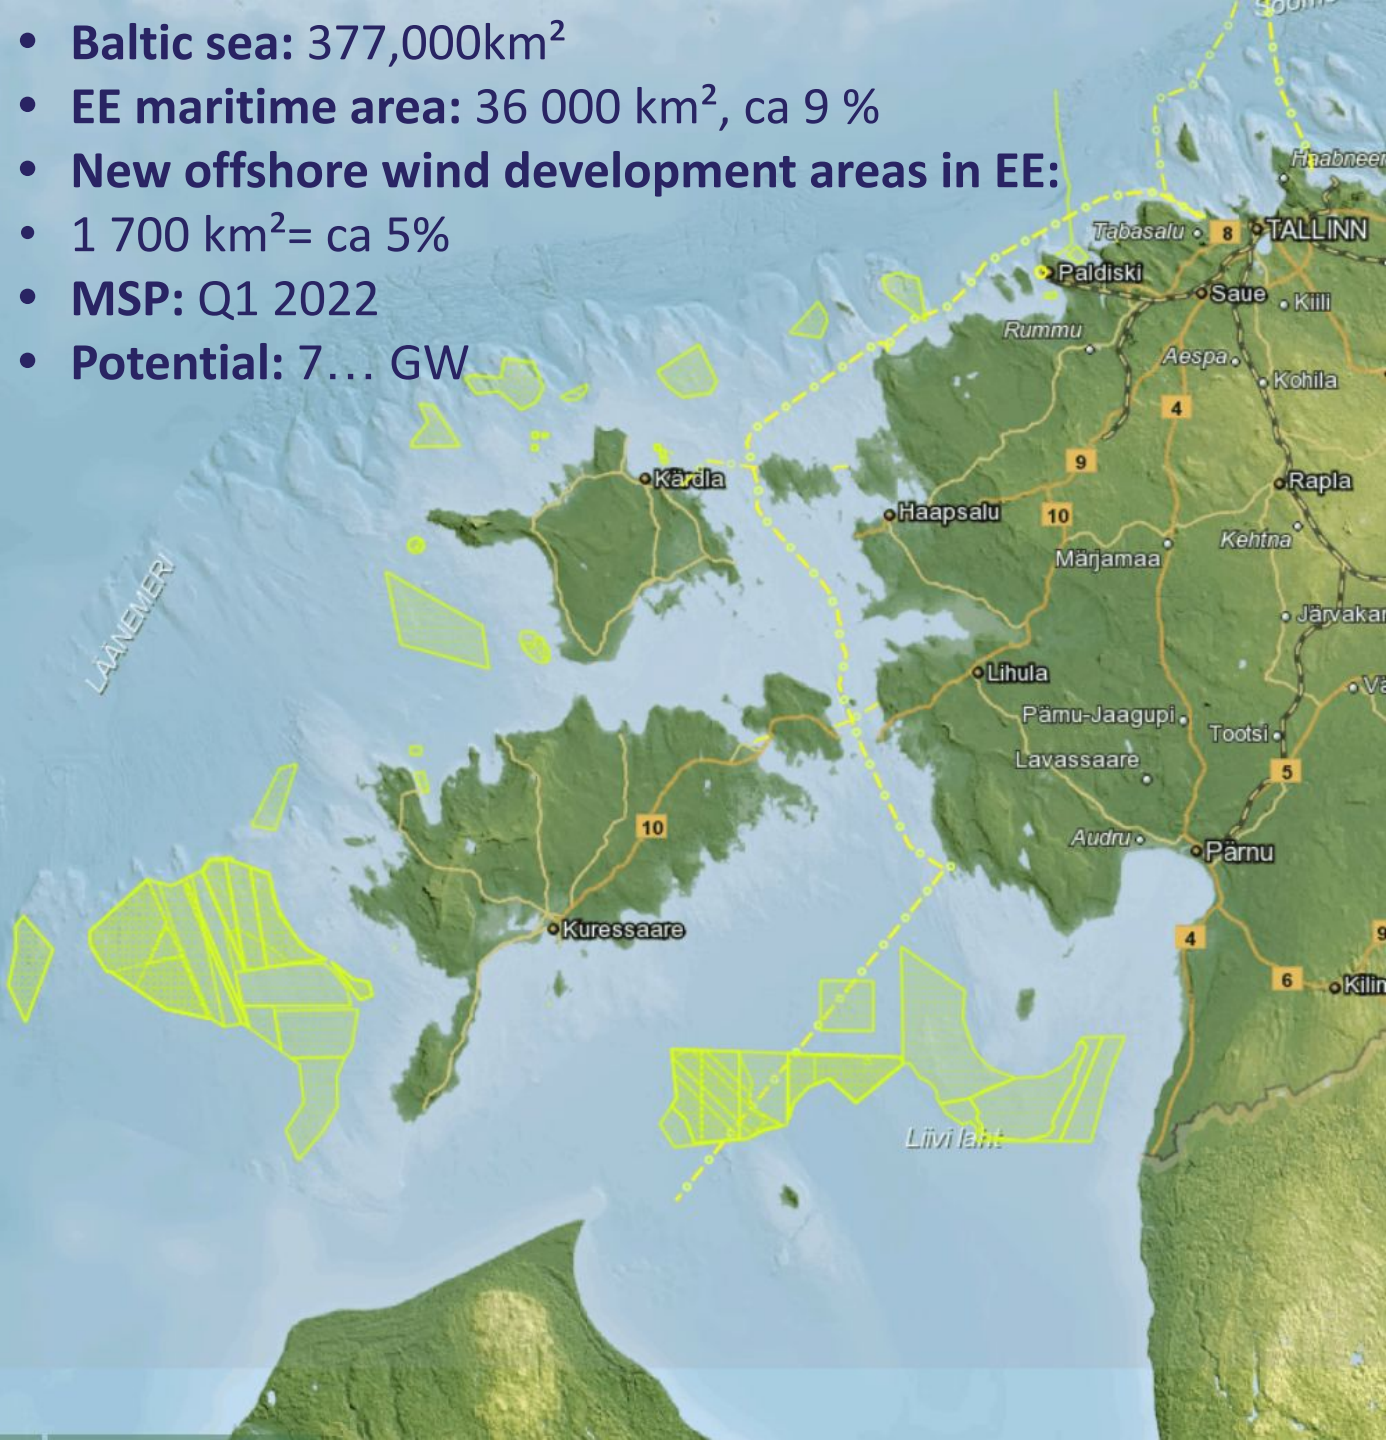 • Baltic sea: 377,000km²
• EE maritime area: 36 000 km², ca 9 %
• New offshore wind development areas in EE:
• 1 700 km²= ca 5%
• MSP: Q1 2022
• Potential: 7… GW
Haabneer
Tabasalu
8
TALLINN
Paldiski
Saue
Kiili
Rummu
Aespa
Kohila
4
9
Kärdla
Rapla
Haapsalu
10
Kehtna
Märjamaa
LÄÄNEMERI
Järvakar
Lihula
Vä
Pärnu-Jaagupi
Tootsi
Lavassaare
5
10
Audru
Pärnu
Kuressaare
4
9
6
Kilin
Liivi laht